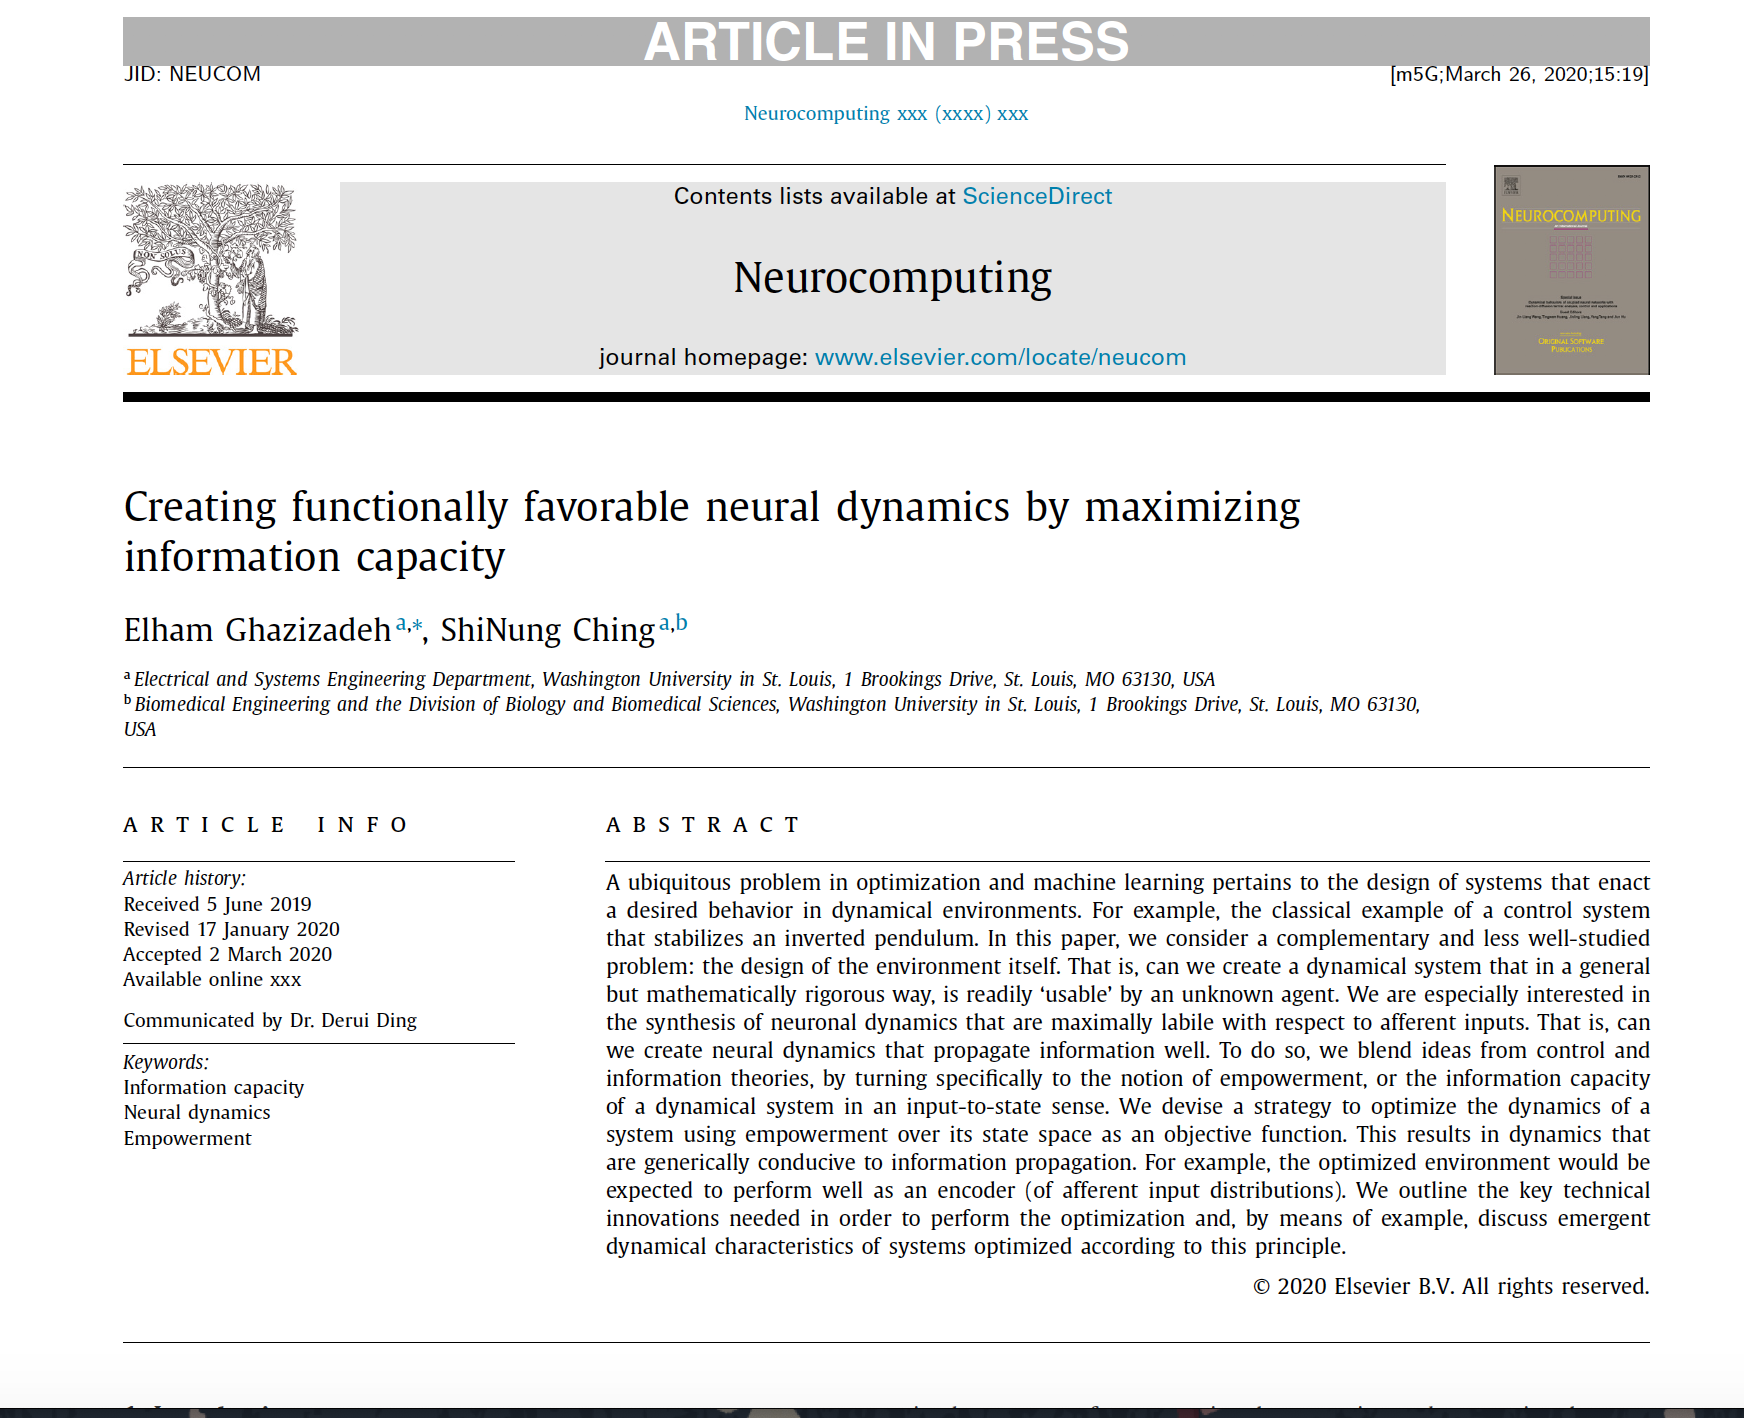 ARTICLE IN PRESS
JID: NEUCOM
[m5G;March 26, 2020;15:19]
Neurocomputing xxx (xxxx) xxx
Contents lists available at ScienceDirect
Neurocomputing
journal homepage: www.elsevier.com/locate/neucom
NON SOLUS
ELSEVIER
NEUROCOMPUTING
ORIGINAL SOFTWARE
PUBLICATIONS
Creating functionally favorable neural dynamics by maximizing
information capacity
Elham Ghazizadeh a,*, ShiNung Ching a,b
a Electrical and Systems Engineering Department, Washington University in St. Louis, 1 Brookings Drive, St. Louis, MO 63130, USA
b Biomedical Engineering and the Division of Biology and Biomedical Sciences, Washington University in St. Louis, 1 Brookings Drive, St. Louis, MO 63130,
USA
ARTICLE INFO
Article history:
Received 5 June 2019
Revised 17 January 2020
Accepted 2 March 2020
Available online xxx
Communicated by Dr. Derui Ding
Keywords:
Information capacity
Neural dynamics
Empowerment
ABSTRACT
A ubiquitous problem in optimization and machine learning pertains to the design of systems that enact
a desired behavior in dynamical environments. For example, the classical example of a control system
that stabilizes an inverted pendulum. In this paper, we consider a complementary and less well-studied
problem: the design of the environment itself. That is, can we create a dynamical system that in a general
but mathematically rigorous way, is readily ‘usable’ by an unknown agent. We are especially interested in
the synthesis of neuronal dynamics that are maximally labile with respect to afferent inputs. That is, can
we create neural dynamics that propagate information well. To do so, we blend ideas from control and
information theories, by turning specifically to the notion of empowerment, or the information capacity
of a dynamical system in an input-to-state sense. We devise a strategy to optimize the dynamics of a
system using empowerment over its state space as an objective function. This results in dynamics that
are generically conducive to information propagation. For example, the optimized environment would be
expected to perform well as an encoder (of afferent input distributions). We outline the key technical
innovations needed in order to perform the optimization and, by means of example, discuss emergent
dynamical characteristics of systems optimized according to this principle.
© 2020 Elsevier B.V. All rights reserved.